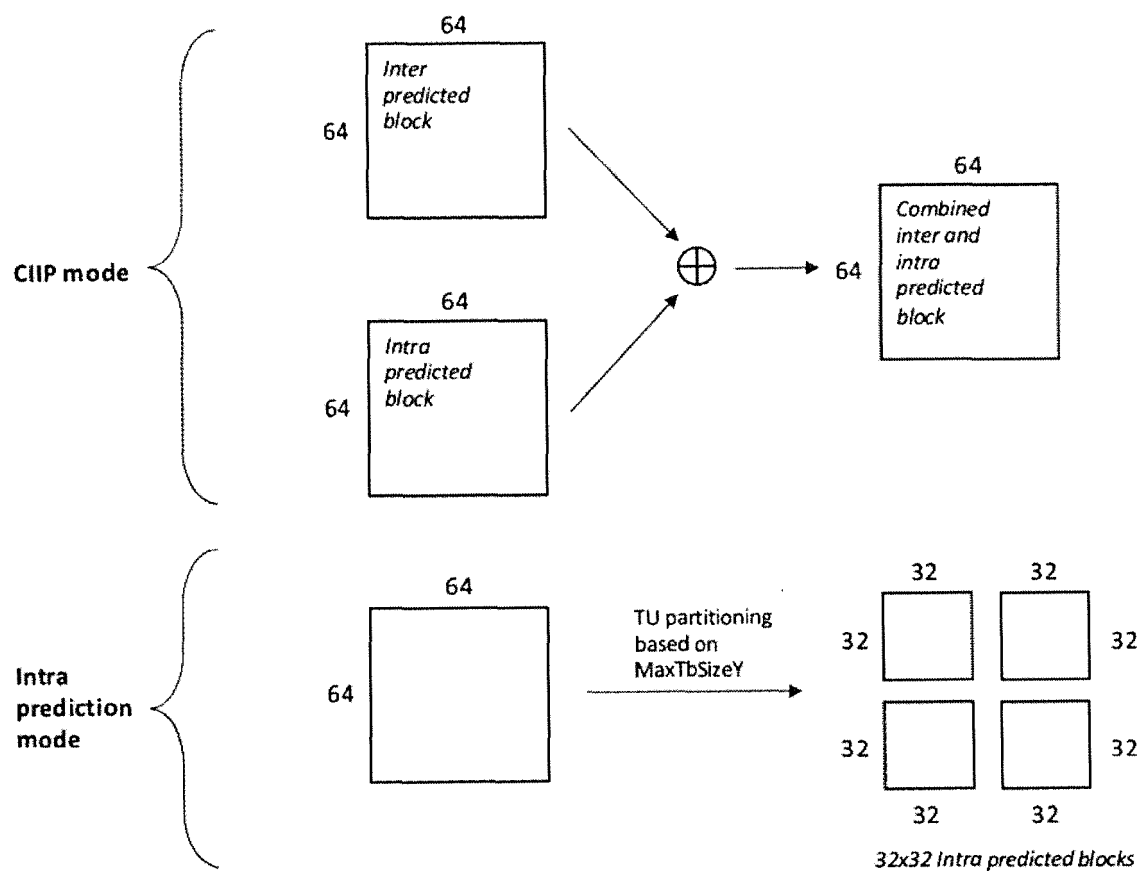 64
Inter
predicted
block
64
CIIP mode
64
Intra
predicted
block
64
64
Combined
inter and
intra
predicted
block
64
Intra
prediction
mode
64
64
TU partitioning
based on
MaxTbSizeY
32
32
32
32
32
32
32
32
32x32 Intra predicted blocks